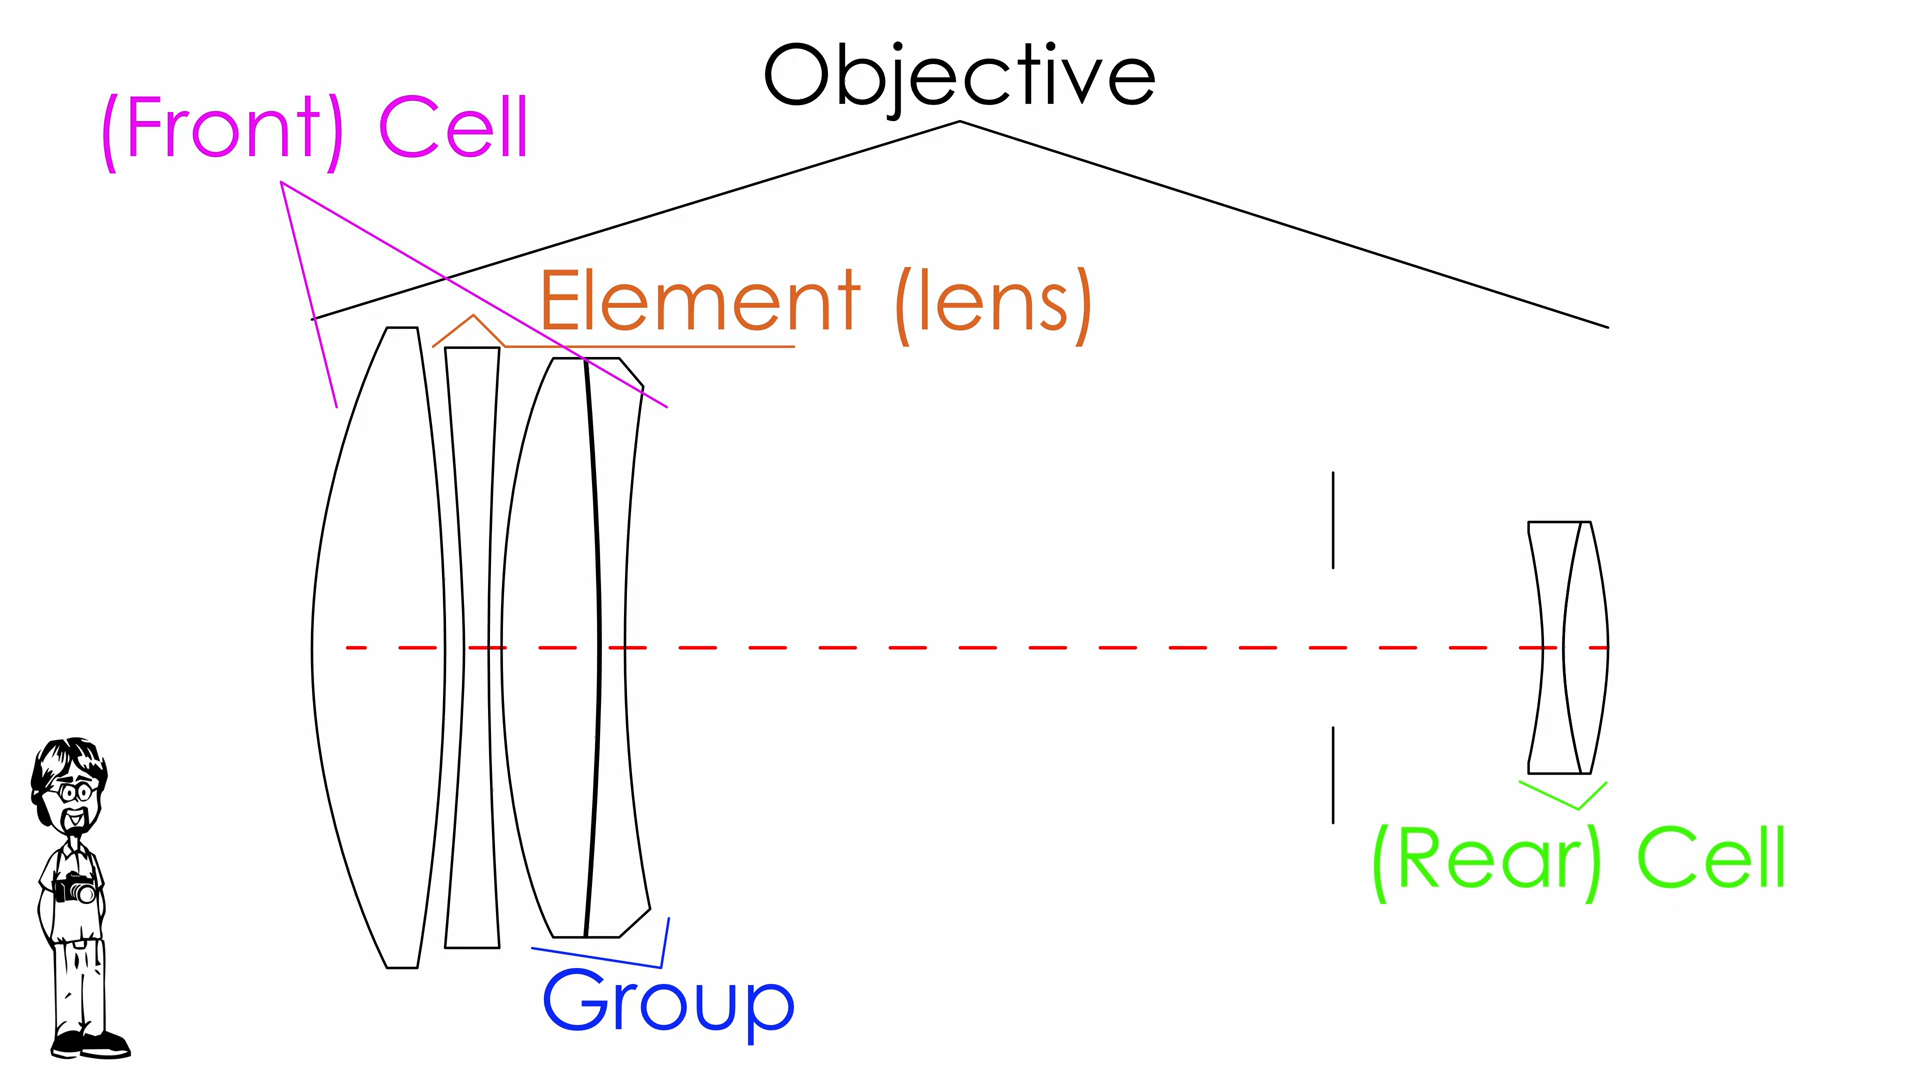 Objective
(Front) Cell
Element (lens)
(Rear) Cell
Group